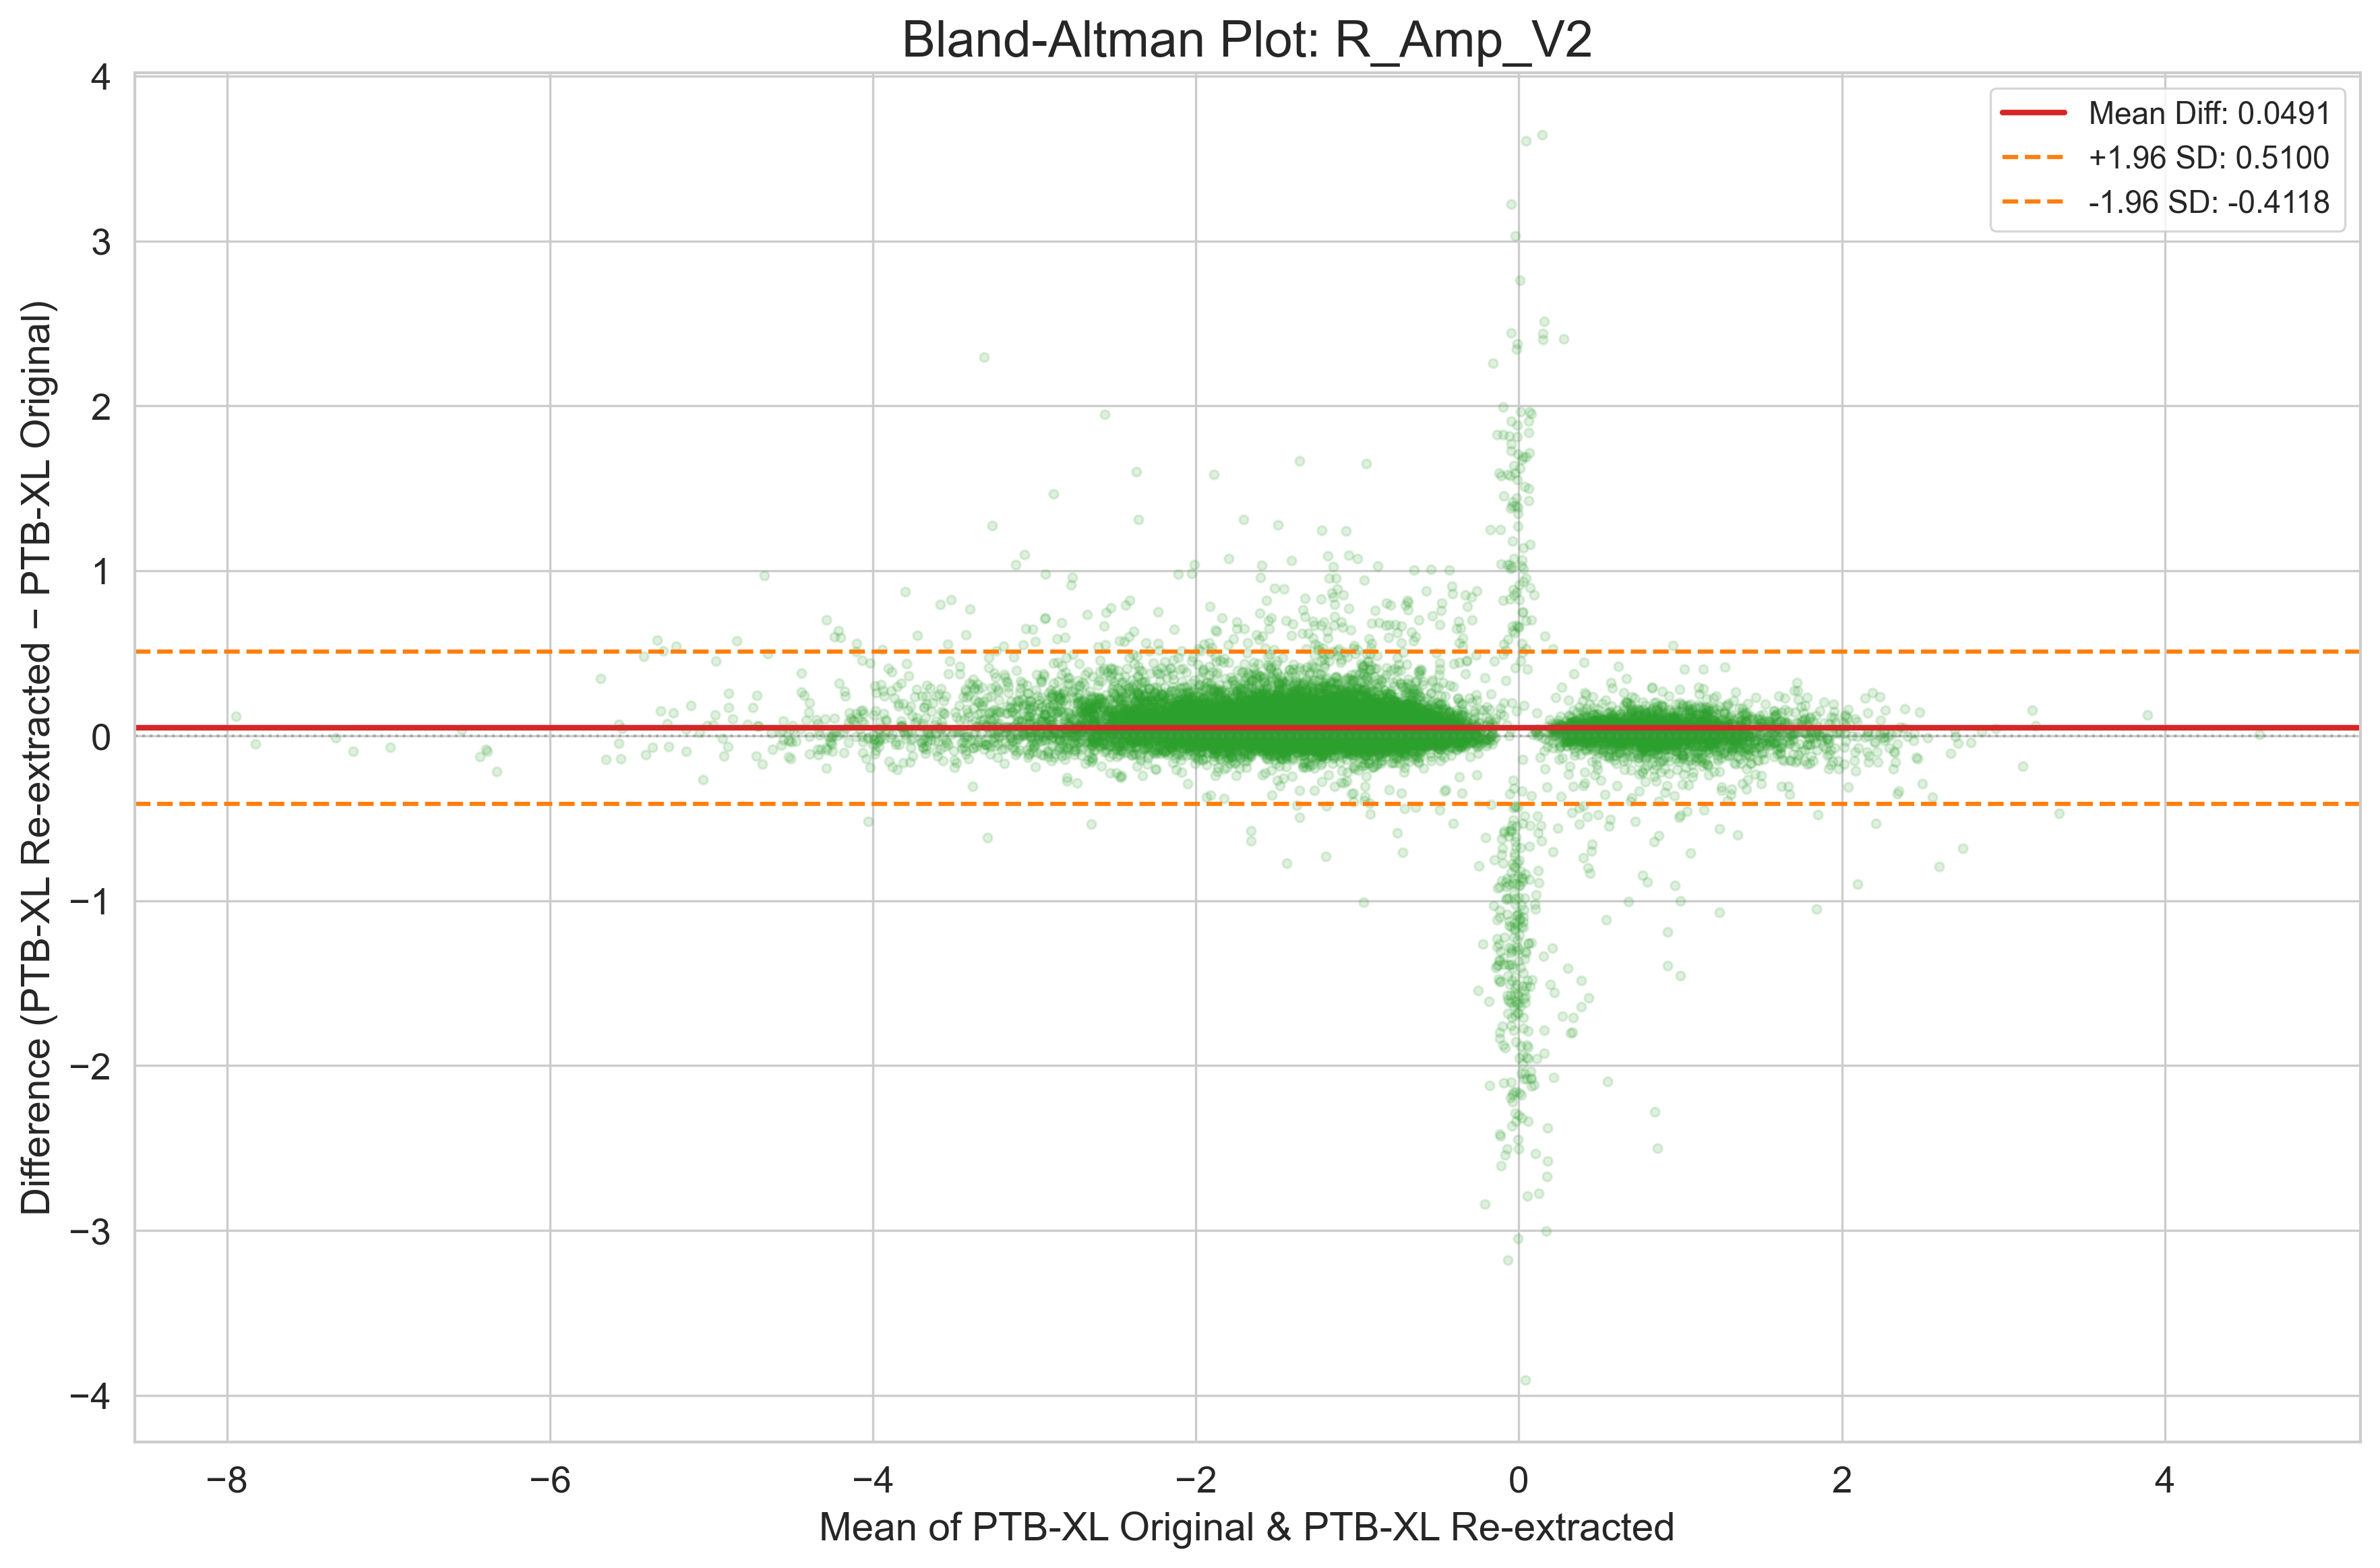 Bland-Altman Plot: R_Amp_V2
Mean Diff: 0.0491
+1.96 SD: 0.5100
-1.96 SD: -0.4118
Difference (PTB-XL Re-extracted − PTB-XL Original)
4
3
2
1
0
−1
−2
−3
−4
−8
−6
−4
−2
0
2
4
Mean of PTB-XL Original & PTB-XL Re-extracted